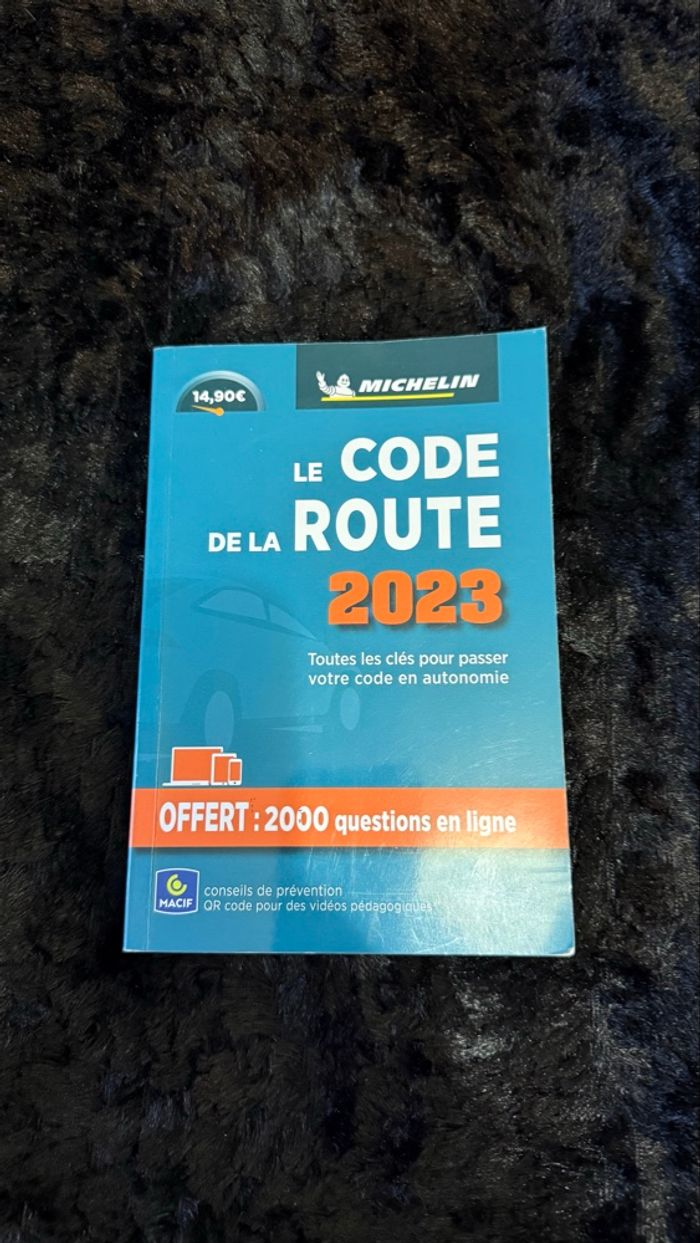 14,90€
MICHELIN
LE CODE
DE LA ROUTE
2023
Toutes les clés pour passer
votre code en autonomie
OFFERT : 2000 questions en ligne
MACIF
conseils de prévention
QR code pour des vidéos pédagogiques